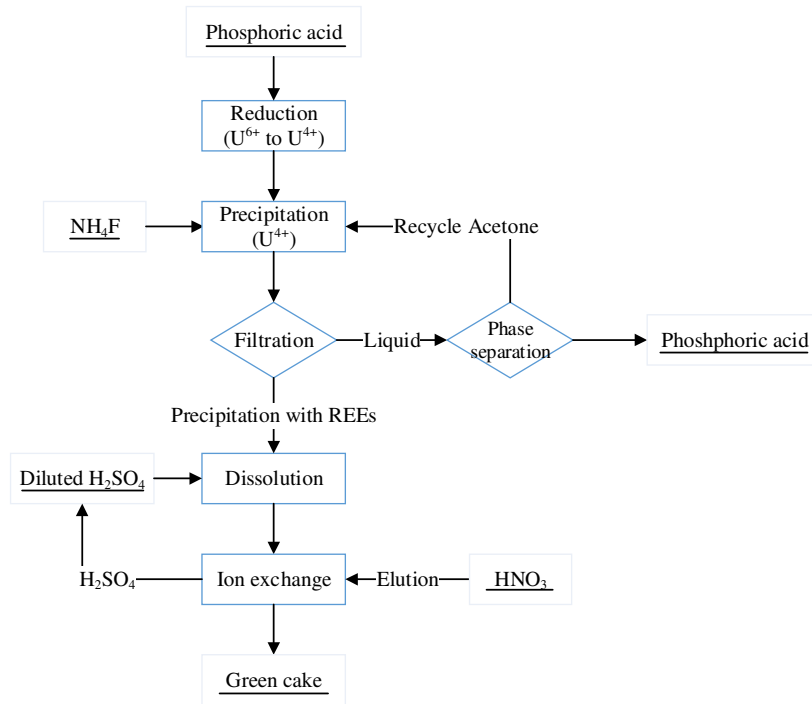 Phosphoric acid
Reduction
(U⁶⁺ to U⁴⁺)
NH₄F
Precipitation
(U⁴⁺)
Recycle Acetone
Filtration
Liquid
Phase
separation
Phoshphoric acid
Precipitation with REEs
Diluted H₂SO₄
Dissolution
H₂SO₄
Ion exchange
Elution
HNO₃
Green cake